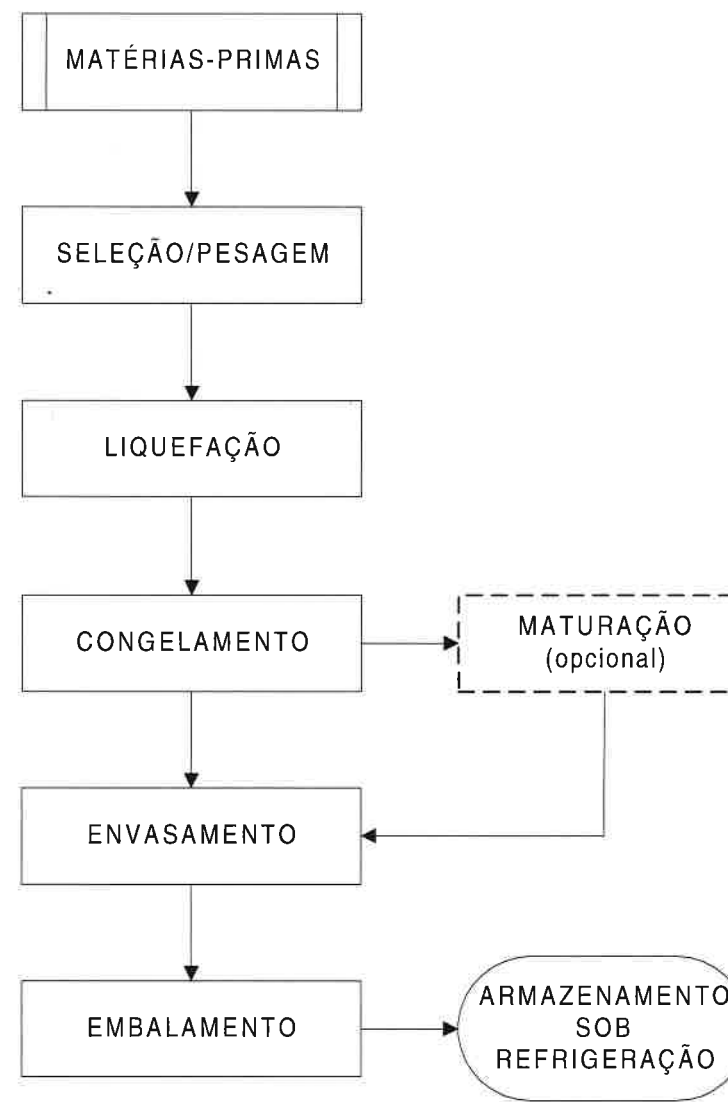 MATÉRIAS-PRIMAS
SELEÇÃO/PESAGEM
LIQUEFAÇÃO
CONGELAMENTO
MATURAÇÃO
(opcional)
ENVASAMENTO
EMBALAMENTO
ARMAZENAMENTO
SOB
REFRIGERAÇÃO